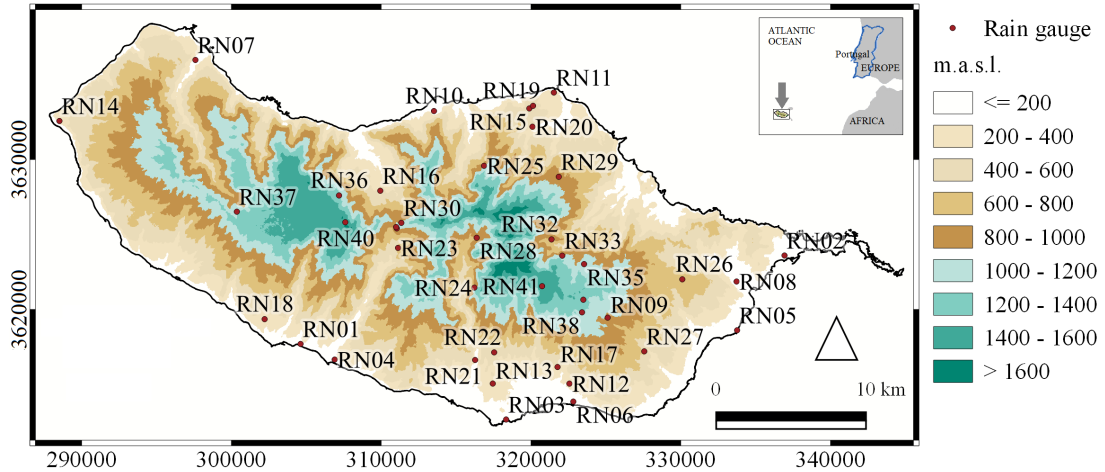 RN07
RN14
RN10
RN19
RN11
RN15
RN20
RN25
RN29
RN36
RN16
RN37
RN30
RN32
RN40
RN23
RN28
RN33
RN02
RN26
RN08
RN24
RN41
RN35
RN18
RN38
RN09
RN05
RN01
RN22
RN27
RN04
RN17
RN21
RN13
RN12
RN03
RN06
ATLANTIC
OCEAN
Portugal
EUROPE
AFRICA
0
10 km
3630000
3620000
290000
300000
310000
320000
330000
340000
Rain gauge
m.a.s.l.
<= 200
200 - 400
400 - 600
600 - 800
800 - 1000
1000 - 1200
1200 - 1400
1400 - 1600
> 1600